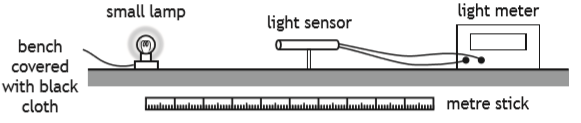 small lamp
light sensor
light meter
bench
covered
with black
cloth
metre stick